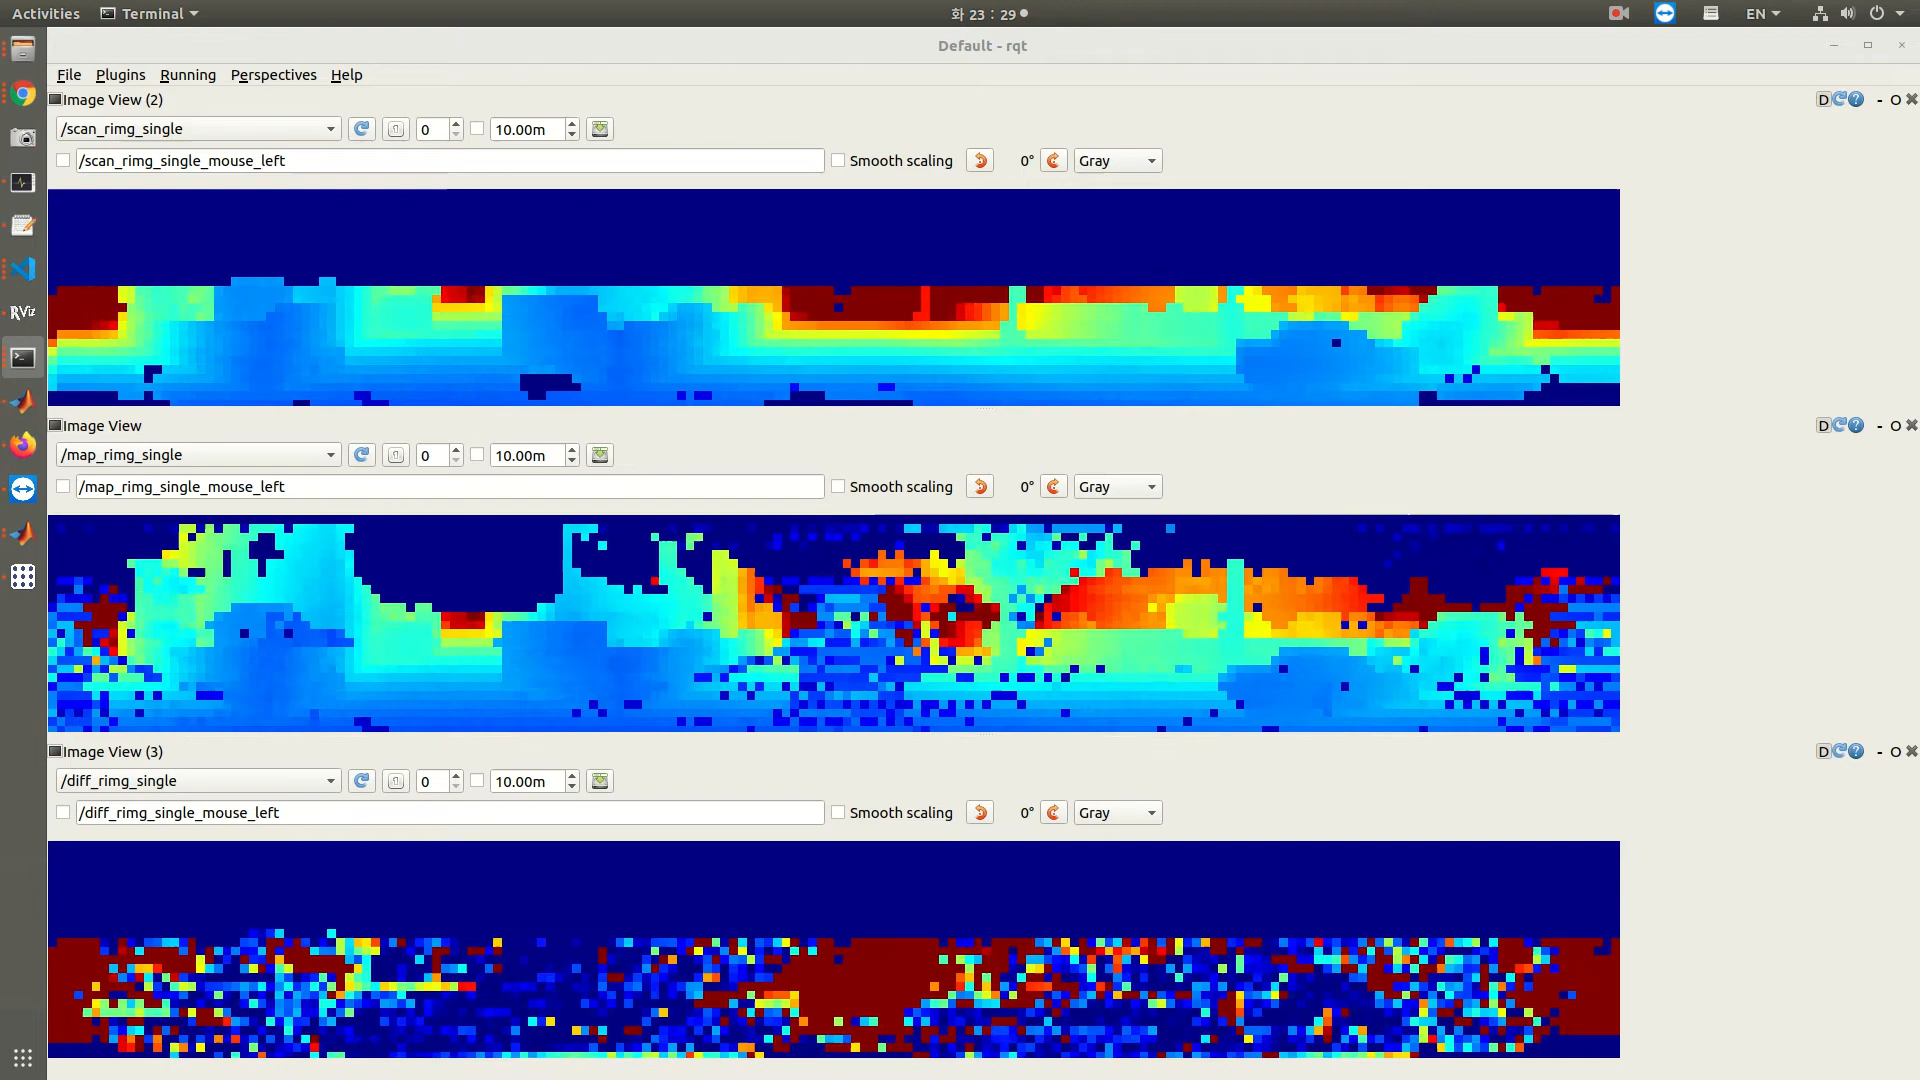 Activities Terminal 화 23 : 29 EN
Default - rqt
File Plugins Running Perspectives Help
Image View (2) D - O
/scan_rimg_single 0 10.00m
/scan_rimg_single_mouse_left Smooth scaling 0° Gray
RViz
Image View D - O
/map_rimg_single 0 10.00m
/map_rimg_single_mouse_left Smooth scaling 0° Gray
Image View (3) D - O
/diff_rimg_single 0 10.00m
/diff_rimg_single_mouse_left Smooth scaling 0° Gray